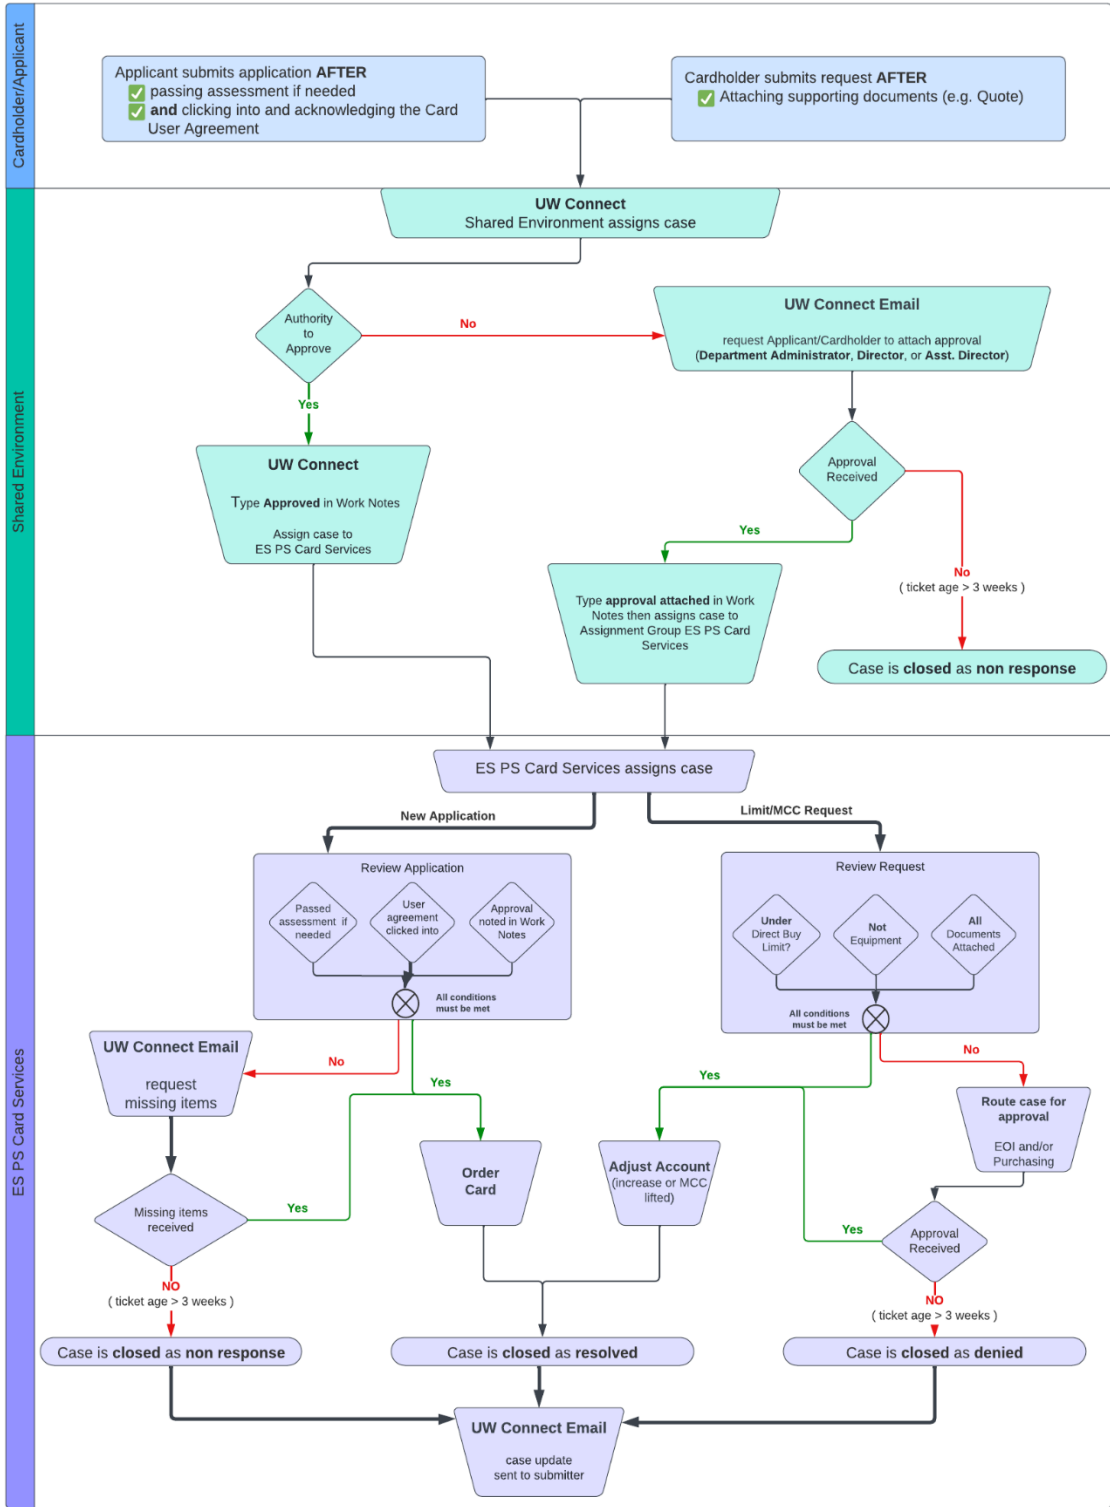 Cardholder/Applicant
Applicant submits application AFTER
passing assessment if needed
and clicking into and acknowledging the Card
User Agreement
Cardholder submits request AFTER
Attaching supporting documents (e.g. Quote)
Shared Environment
UW Connect
Shared Environment assigns case
Authority
to
Approve
No
UW Connect Email
request Applicant/Cardholder to attach approval
(Department Administrator, Director, or Asst. Director)
Yes
UW Connect
Type Approved in Work Notes
Assign case to
ES PS Card Services
Approval
Received
Yes
No
( ticket age > 3 weeks )
Type approval attached in Work
Notes then assigns case to
Assignment Group ES PS Card
Services
Case is closed as non response
ES PS Card Services
ES PS Card Services assigns case
New Application
Limit/MCC Request
Review Application
Passed
assessment if
needed
User
agreement
clicked into
Approval
noted in Work
Notes
All conditions
must be met
Review Request
Under
Direct Buy
Limit?
Not
Equipment
All
Documents
Attached
All conditions
must be met
UW Connect Email
request
missing items
No
Yes
Yes
No
Route case for
approval
EOI and/or
Purchasing
Order
Card
Adjust Account
(increase or MCC
lifted)
Missing items
received
Yes
Yes
Approval
Received
NO
( ticket age > 3 weeks )
NO
( ticket age > 3 weeks )
Case is closed as non response
Case is closed as resolved
Case is closed as denied
UW Connect Email
case update
sent to submitter